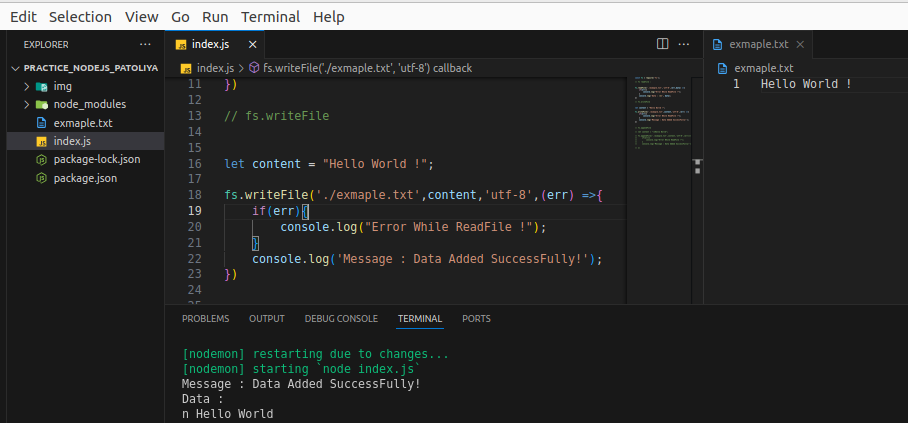 Edit Selection View Go Run Terminal Help
EXPLORER ···
PRACTICE_NODEJS_PATOLIYA
img
node_modules
exmaple.txt
index.js
package-lock.json
package.json
index.js
index.js > fs.writeFile('./exmaple.txt', 'utf-8') callback
11 })
12
13 // fs.writeFile
14
15
16 let content = "Hello World !";
17
18 fs.writeFile('./exmaple.txt',content,'utf-8',(err) =>{
19 if(err){
20 console.log("Error While ReadFile !");
21 }
22 console.log('Message : Data Added SuccessFully!');
23 })
24
exmaple.txt
exmaple.txt
1 Hello World !
PROBLEMS OUTPUT DEBUG CONSOLE TERMINAL PORTS
[nodemon] restarting due to changes...
[nodemon] starting `node index.js`
Message : Data Added SuccessFully!
Data :
n Hello World